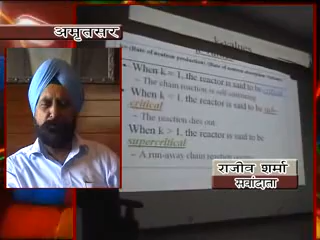 अमृतसर
k values
(Rate of neutron production) (Rate of neutron absorption
• When k = 1, the reactor is said to be critical
– The chain reaction is self-sustaining
• When k < 1, the reactor is said to be sub-
critical
– The reaction dies out
When k > 1, the reactor is said to be
supercritical
– A run-away chain reaction
राजीव शर्मा
संवाददाता